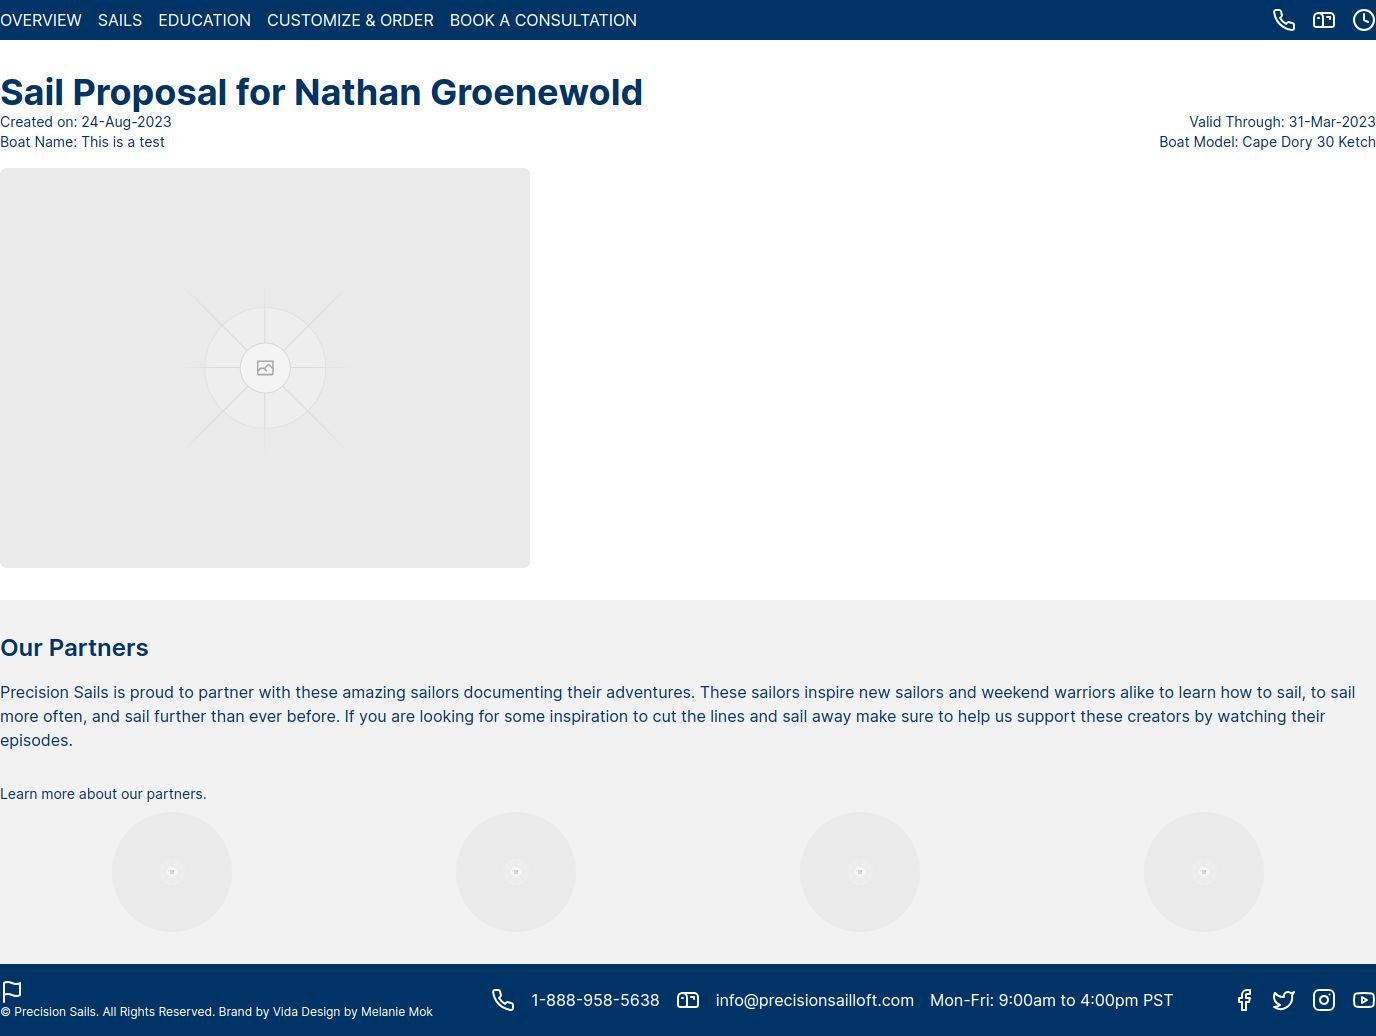 OVERVIEW SAILS EDUCATION CUSTOMIZE & ORDER BOOK A CONSULTATION
Sail Proposal for Nathan Groenewold
Created on: 24-Aug-2023
Valid Through: 31-Mar-2023
Boat Name: This is a test
Boat Model: Cape Dory 30 Ketch
Our Partners
Precision Sails is proud to partner with these amazing sailors documenting their adventures. These sailors inspire new sailors and weekend warriors alike to learn how to sail, to sail
more often, and sail further than ever before. If you are looking for some inspiration to cut the lines and sail away make sure to help us support these creators by watching their
episodes.
Learn more about our partners.
© Precision Sails. All Rights Reserved. Brand by Vida Design by Melanie Mok
1-888-958-5638 info@precisionsailloft.com Mon-Fri: 9:00am to 4:00pm PST